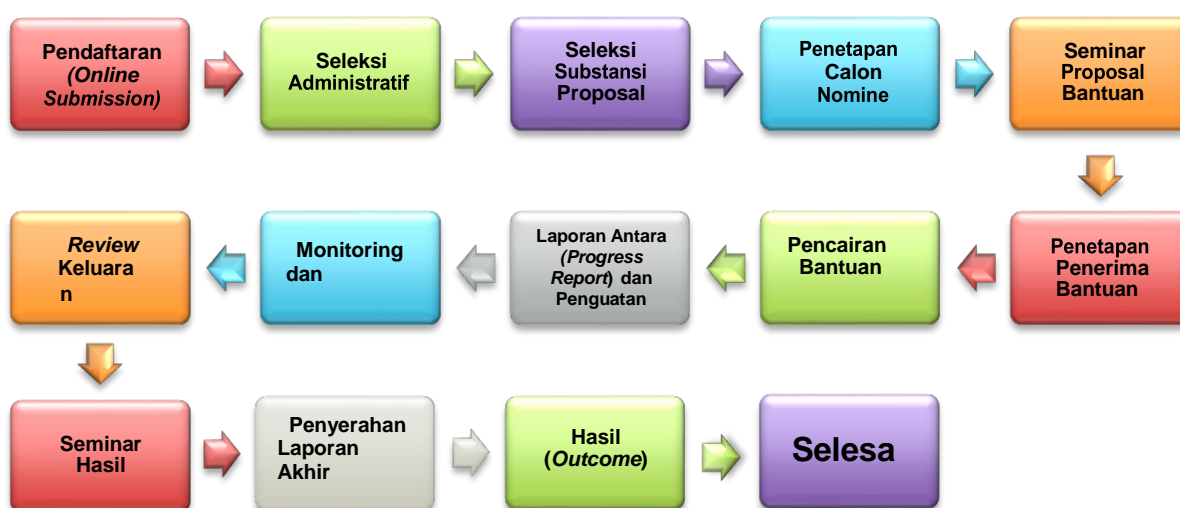 Pendaftaran
(Online
Submission)
Seleksi
Administratif
Seleksi
Substansi
Proposal
Penetapan
Calon
Nomine
Seminar
Proposal
Bantuan
Review
Keluara
n
Monitoring
dan
Laporan Antara
(Progress
Report) dan
Penguatan
Pencairan
Bantuan
Penetapan
Penerima
Bantuan
Seminar
Hasil
Penyerahan
Laporan
Akhir
Hasil
(Outcome)
Selesa